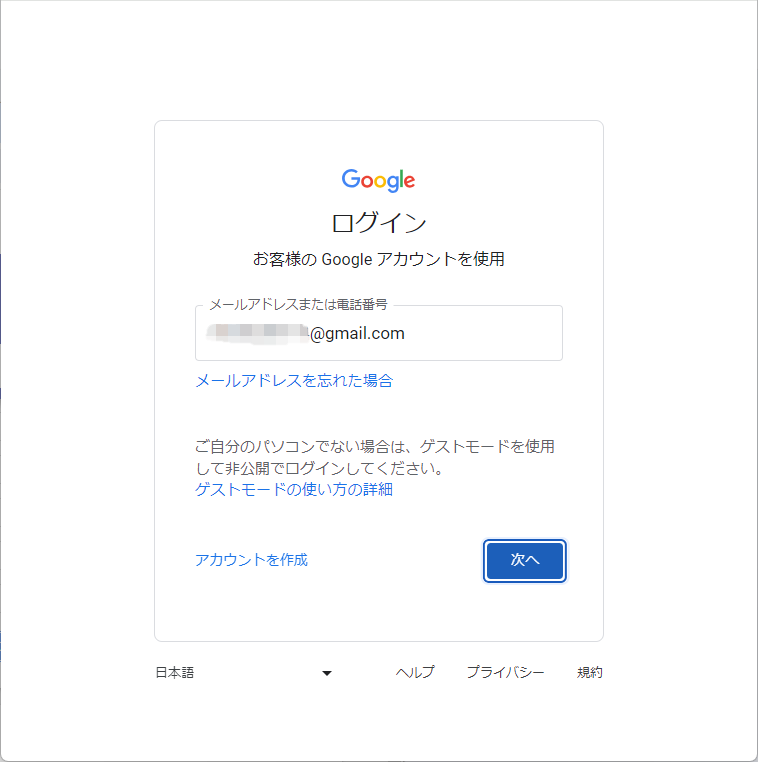 Google
ログイン
お客様の Google アカウントを使用
メールアドレスまたは電話番号
@gmail.com
メールアドレスを忘れた場合
ご自分のパソコンでない場合は、ゲストモードを使用
して非公開でログインしてください。
ゲストモードの使い方の詳細
アカウントを作成
次へ
日本語
ヘルプ
プライバシー
規約